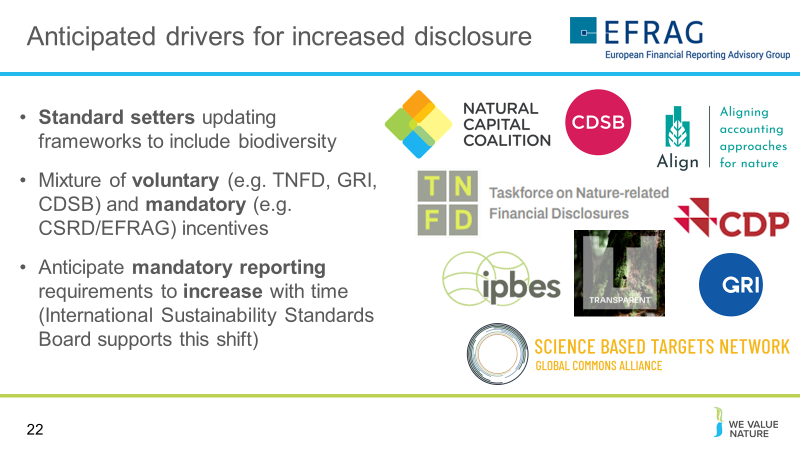 Anticipated drivers for increased disclosure
EFRAG
European Financial Reporting Advisory Group
• Standard setters updating
frameworks to include biodiversity
• Mixture of voluntary (e.g. TNFD, GRI,
CDSB) and mandatory (e.g.
CSRD/EFRAG) incentives
• Anticipate mandatory reporting
requirements to increase with time
(International Sustainability Standards
Board supports this shift)
NATURAL
CAPITAL
COALITION
CDSB
Align
Aligning
accounting
approaches
for nature
T N
F D
Taskforce on Nature-related
Financial Disclosures
CDP
ipbes
T
TRANSPARENT
GRI
SCIENCE BASED TARGETS NETWORK
GLOBAL COMMONS ALLIANCE
22
WE VALUE
NATURE